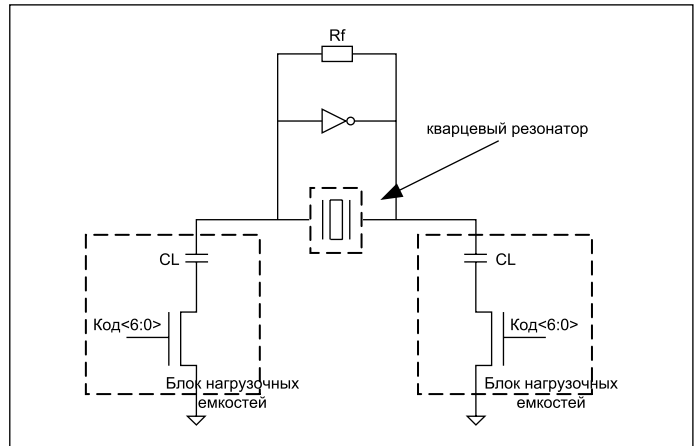 Rf
кварцевый резонатор
CL
CL
Код<6:0>
Код<6:0>
Блок нагрузочных
емкостей
Блок нагрузочных
емкостей